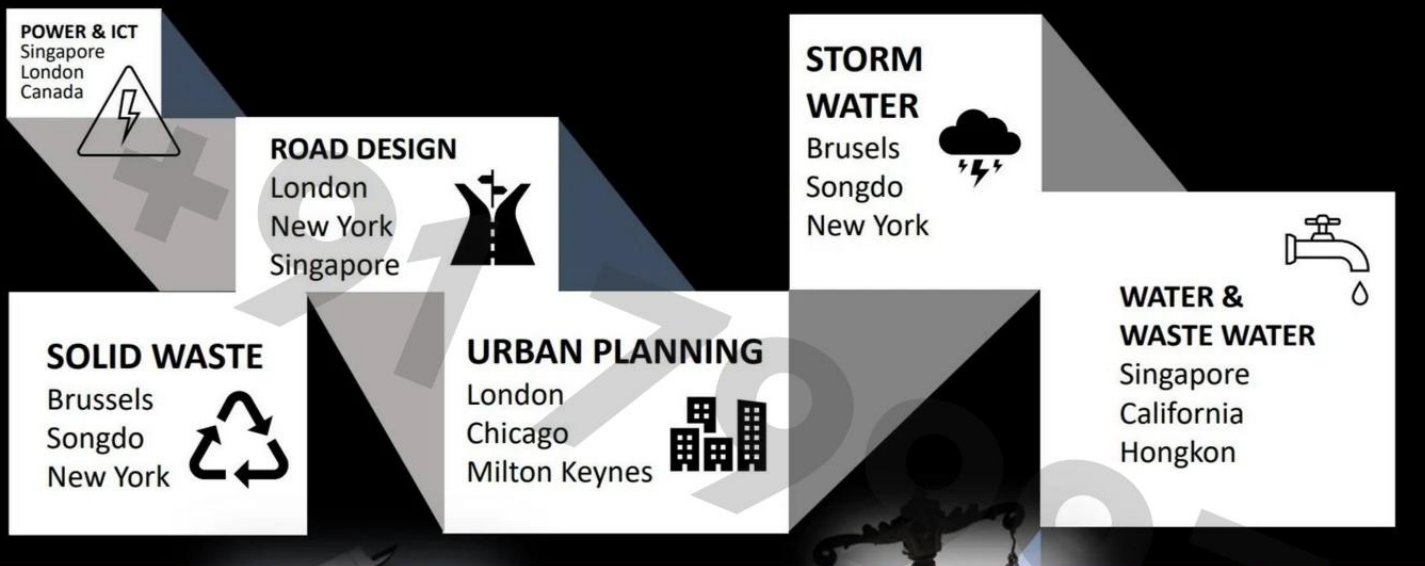 POWER & ICT
Singapore
London
Canada
ROAD DESIGN
London
New York
Singapore
STORM
WATER
Brusels
Songdo
New York
WATER &
WASTE WATER
Singapore
California
Hongkon
SOLID WASTE
Brussels
Songdo
New York
URBAN PLANNING
London
Chicago
Milton Keynes